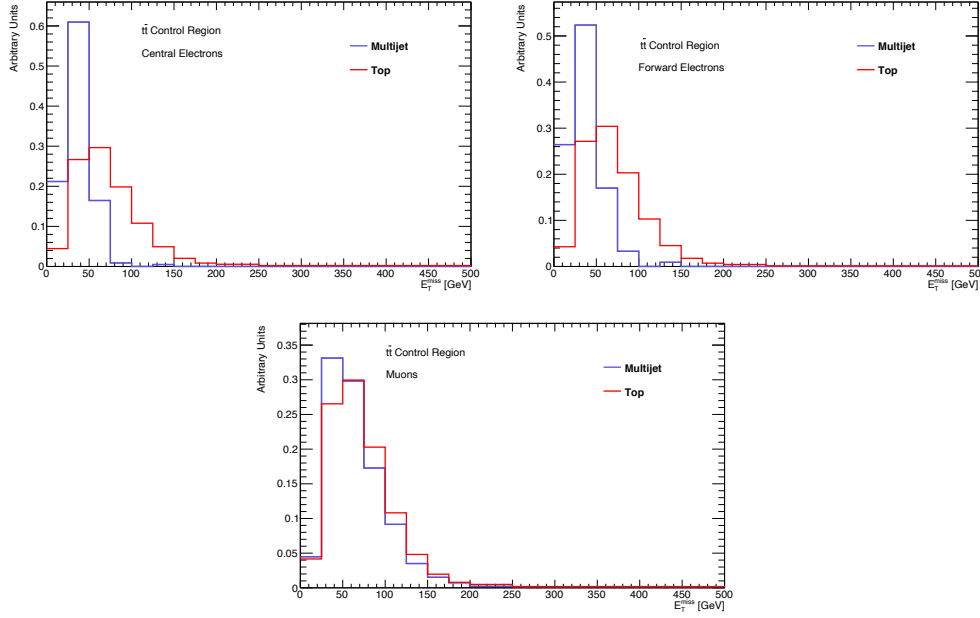 Arbitrary Units
0.6
0.5
0.4
0.3
0.2
0.1
0
tt̄ Control Region
Central Electrons
Multijet
Top
0 50 100 150 200 250 300 350 400 450 500
E_T^miss [GeV]
Arbitrary Units
0.5
0.4
0.3
0.2
0.1
0
tt̄ Control Region
Forward Electrons
Multijet
Top
0 50 100 150 200 250 300 350 400 450 500
E_T^miss [GeV]
Arbitrary Units
0.35
0.3
0.25
0.2
0.15
0.1
0.05
0
tt̄ Control Region
Muons
Multijet
Top
0 50 100 150 200 250 300 350 400 450 500
E_T^miss [GeV]